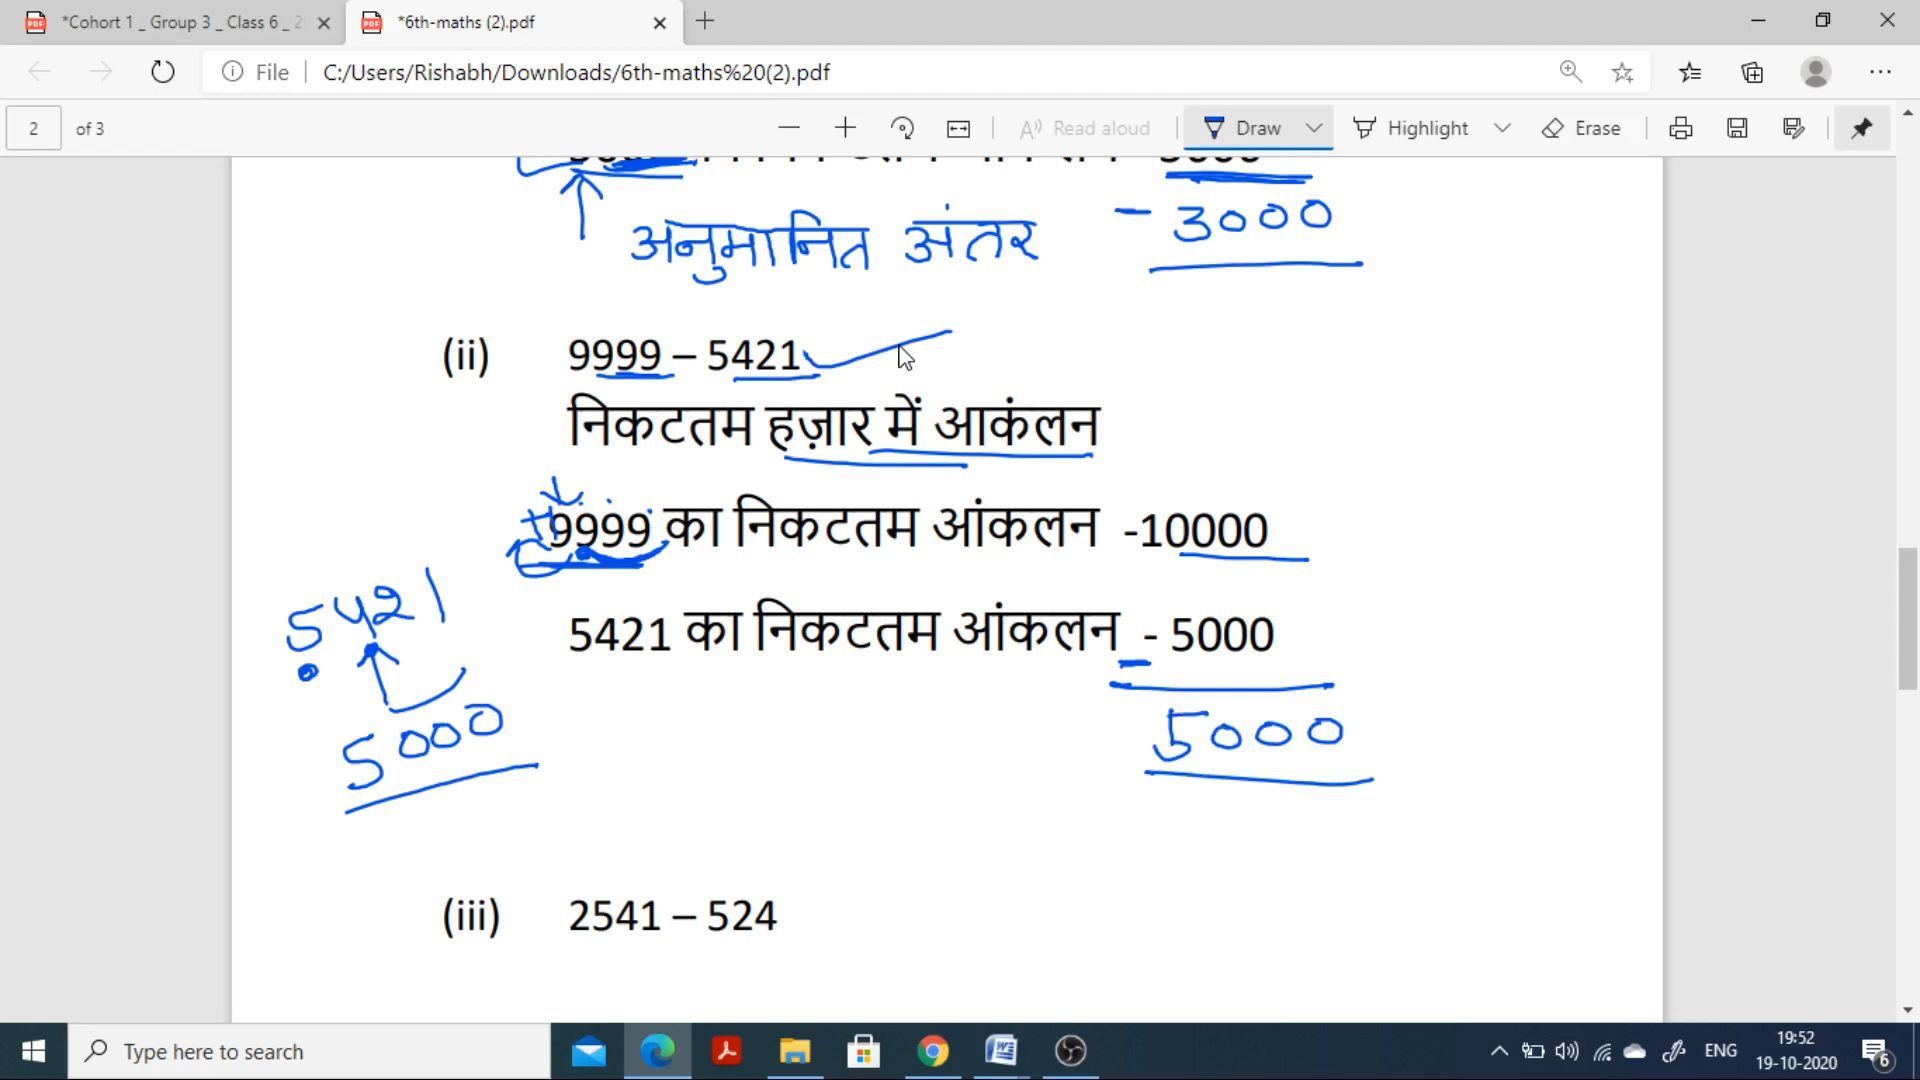 *Cohort 1 _ Group 3 _ Class 6 _ 2
*6th-maths (2).pdf
File
C:/Users/Rishabh/Downloads/6th-maths%20(2).pdf
2 of 3
Read aloud
Draw
Highlight
Erase
- 3000
अनुमानित अंतर
(ii) 9999 – 5421
निकटतम हज़ार में आकंलन
+1
9999 का निकटतम आंकलन -10000
5421
5421 का निकटतम आंकलन - 5000
5000
5000
(iii) 2541 – 524
Type here to search
ENG
19:52
19-10-2020
6